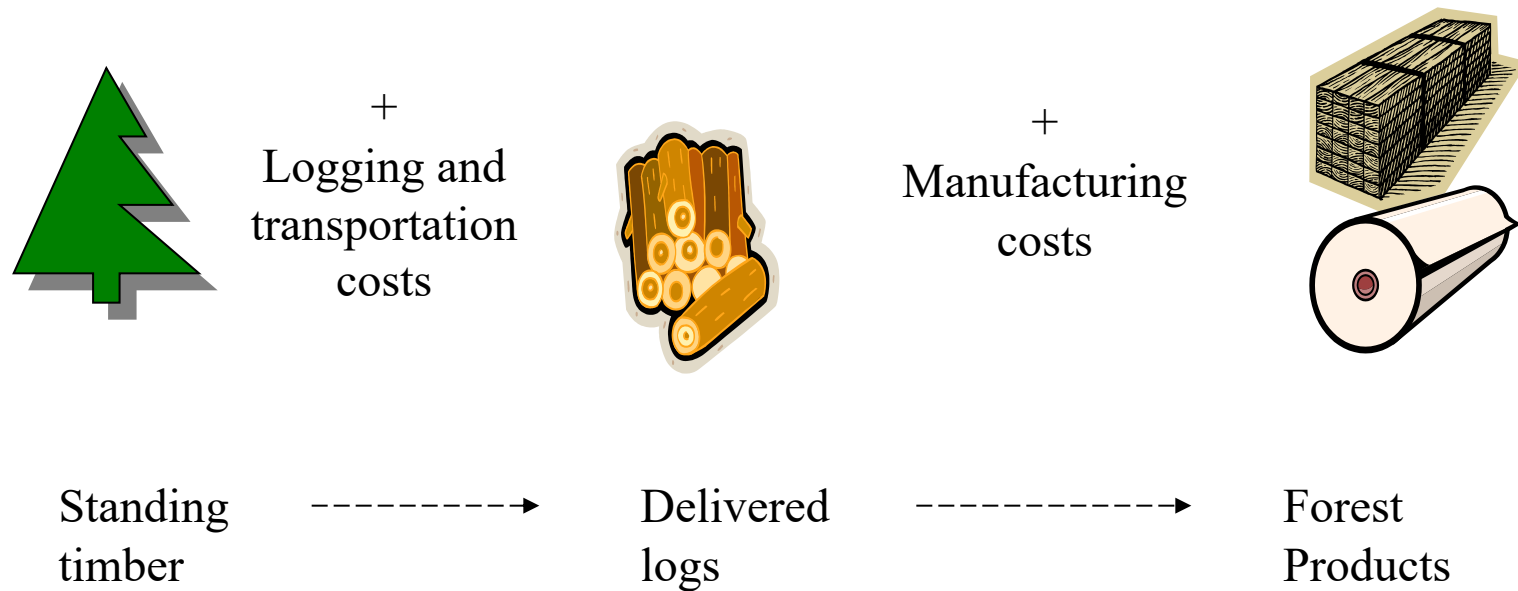 +
Logging and
transportation
costs
+
Manufacturing
costs
Standing
timber
Delivered
logs
Forest
Products